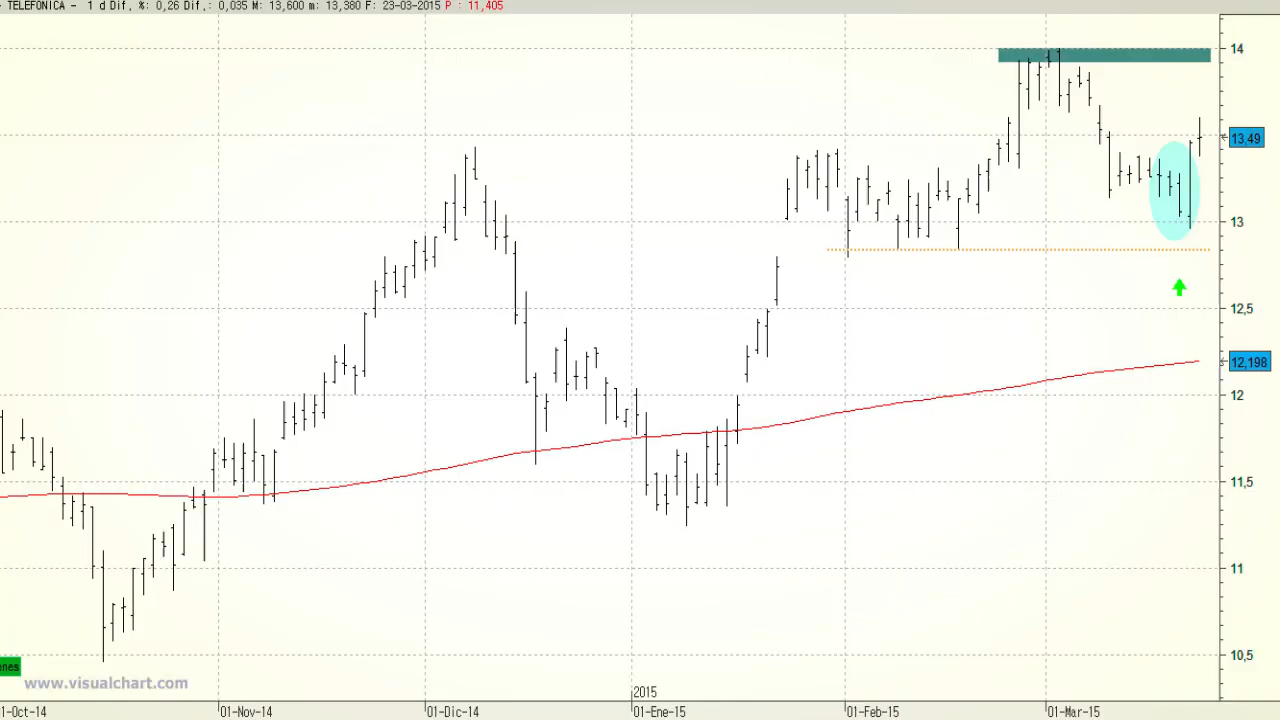 - TELEFONICA - 1 d Dif, %: 0,26 Dif,: 0,035 M: 13,600 m: 13,380 F: 23-03-2015 P : 11,405
14
13,49
13
12,5
12,198
12
11,5
11
10,5
nes
www.visualchart.com
2015
1-Oct-14 01-Nov-14 01-Dic-14 01-Ene-15 01-Feb-15 01-Mar-15